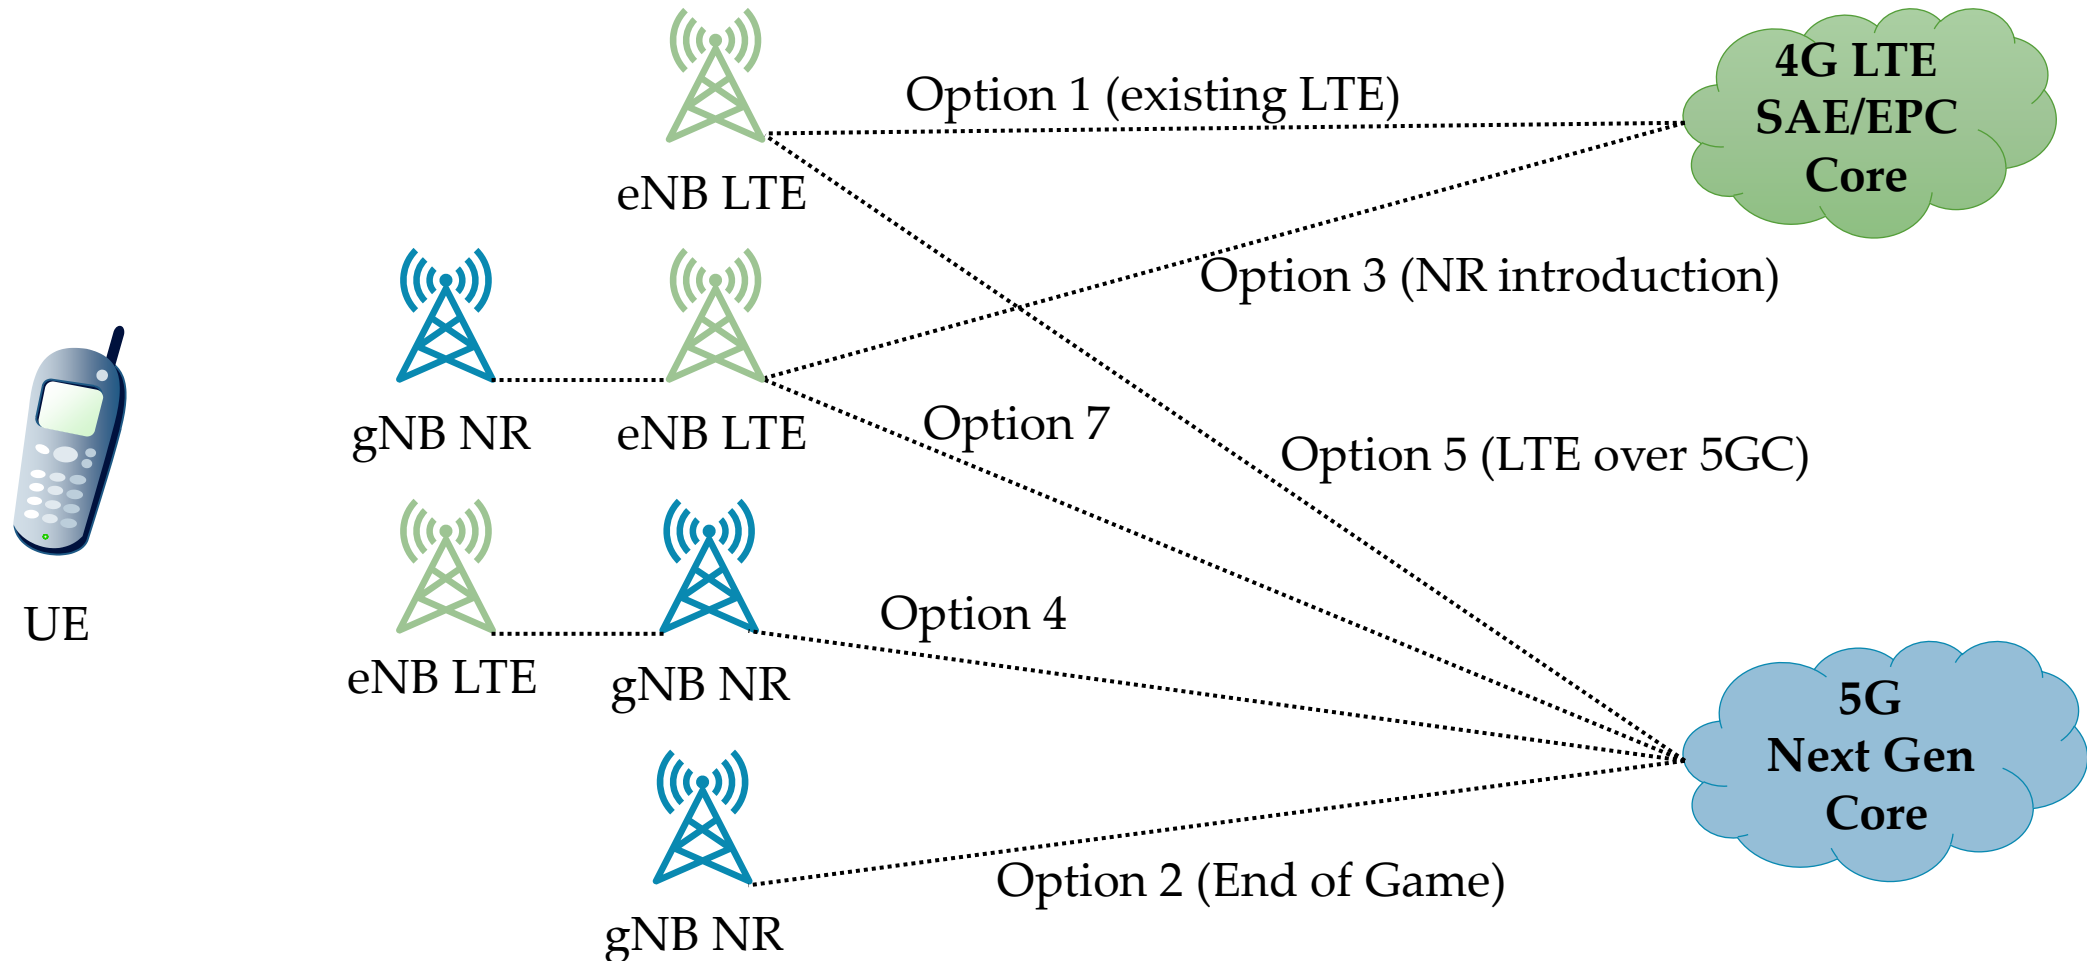 4G LTE
SAE/EPC
Core
Option 1 (existing LTE)
eNB LTE
Option 3 (NR introduction)
gNB NR
eNB LTE
Option 7
Option 5 (LTE over 5GC)
UE
Option 4
eNB LTE
gNB NR
5G
Next Gen
Core
Option 2 (End of Game)
gNB NR